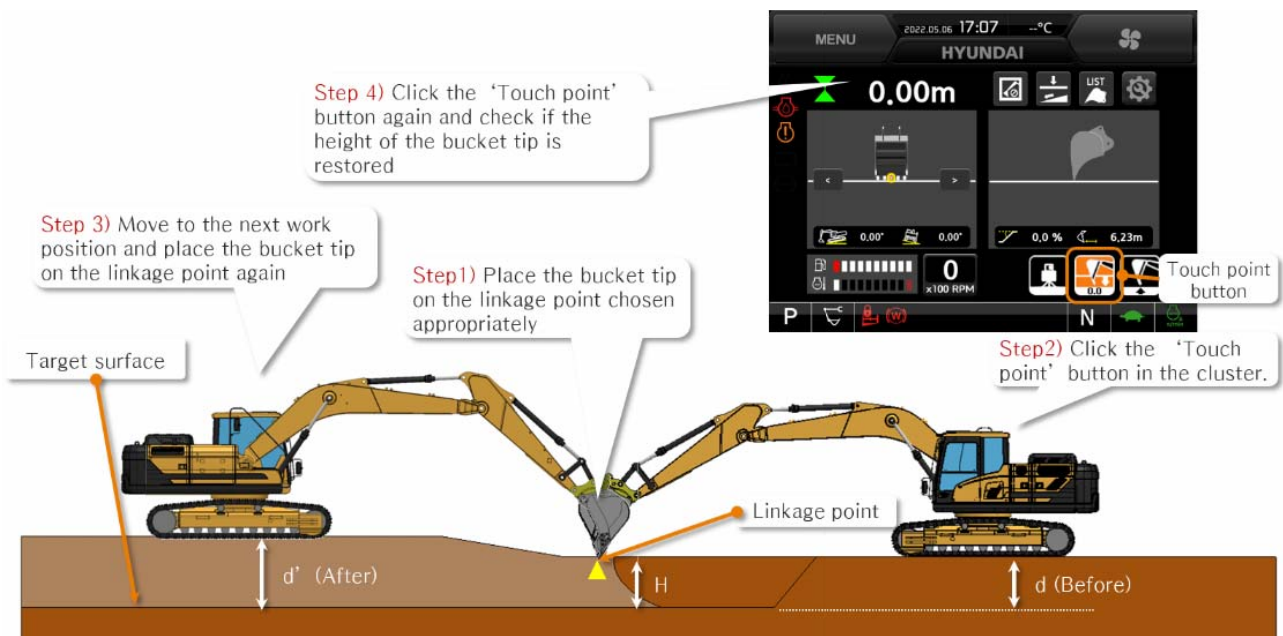 MENU
2022.05.06 17:07 --°C
HYUNDAI
0.00m
LIST
<
>
0.00°
0.00°
0,0 %
6,23m
0
x100 RPM
0.0
P
(W)
N
Step 4) Click the ‘Touch point’
button again and check if the
height of the bucket tip is
restored
Step 3) Move to the next work
position and place the bucket tip
on the linkage point again
Step1) Place the bucket tip
on the linkage point chosen
appropriately
Touch point
button
Step2) Click the ‘Touch
point’ button in the cluster.
Target surface
Linkage point
d’ (After)
H
d (Before)